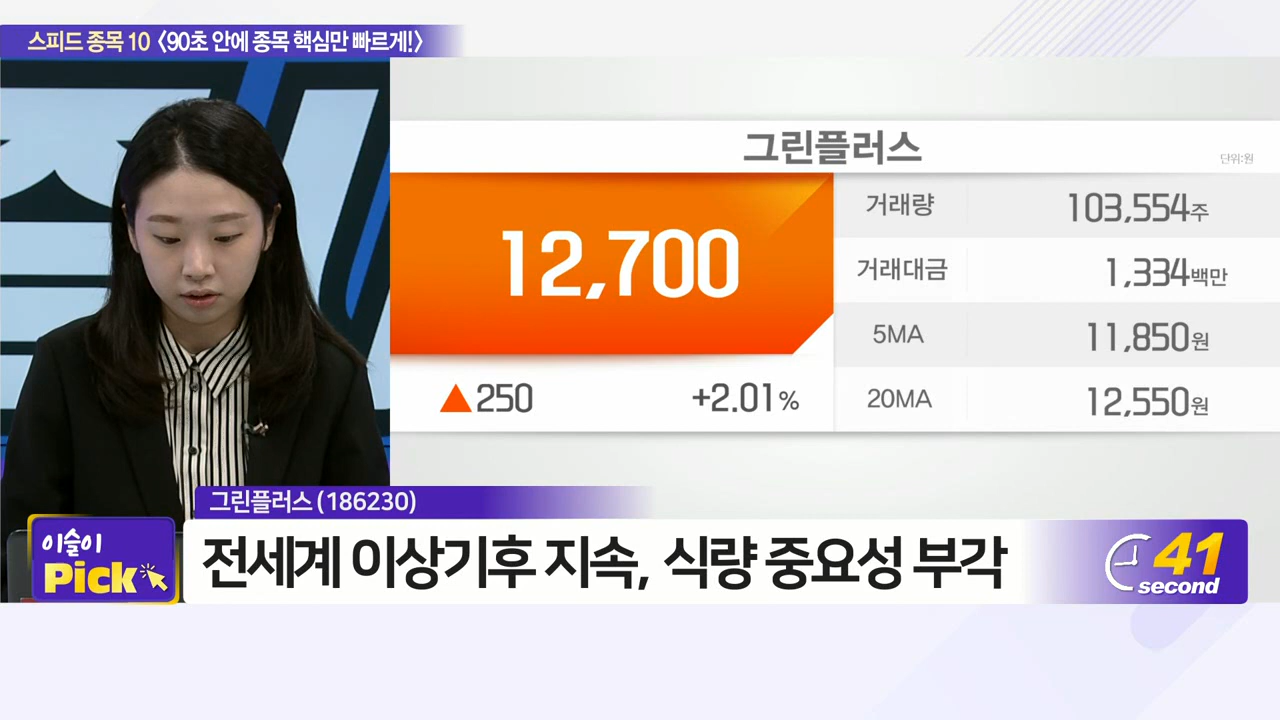 스피드 종목 10 〈90초 안에 종목 핵심만 빠르게!〉
그린플러스
단위:원
12,700
▲250 +2.01%
거래량 103,554주
거래대금 1,334백만
5MA 11,850원
20MA 12,550원
그린플러스 (186230)
이슬이
Pick
전세계 이상기후 지속, 식량 중요성 부각
41
second